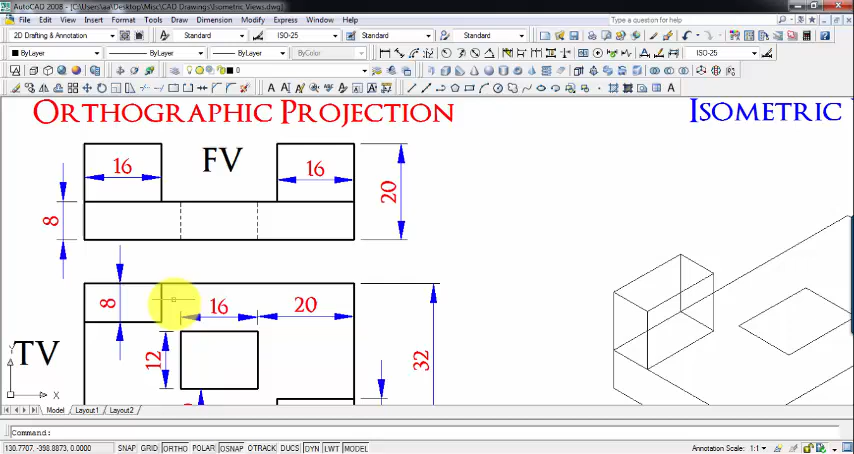 AutoCAD 2008 - [C:\Users\aa\Desktop\Misc\CAD Drawings\Isometric Views.dwg]
File Edit View Insert Format Tools Draw Dimension Modify Express Window Help
Type a question for help
2D Drafting & Annotation Standard ISO-25 Standard Standard
ByLayer ByLayer ByLayer ByColor ISO-25
0
ORTHOGRAPHIC PROJECTION
ISOMETRIC
16
FV
16
20
8
8
16
20
12
32
TV
Y
X
Model Layout1 Layout2
Command:
130.7707, -398.8873, 0.0000 SNAP GRID ORTHO POLAR OSNAP OTRACK DUCS DYN LWT MODEL Annotation Scale: 1:1